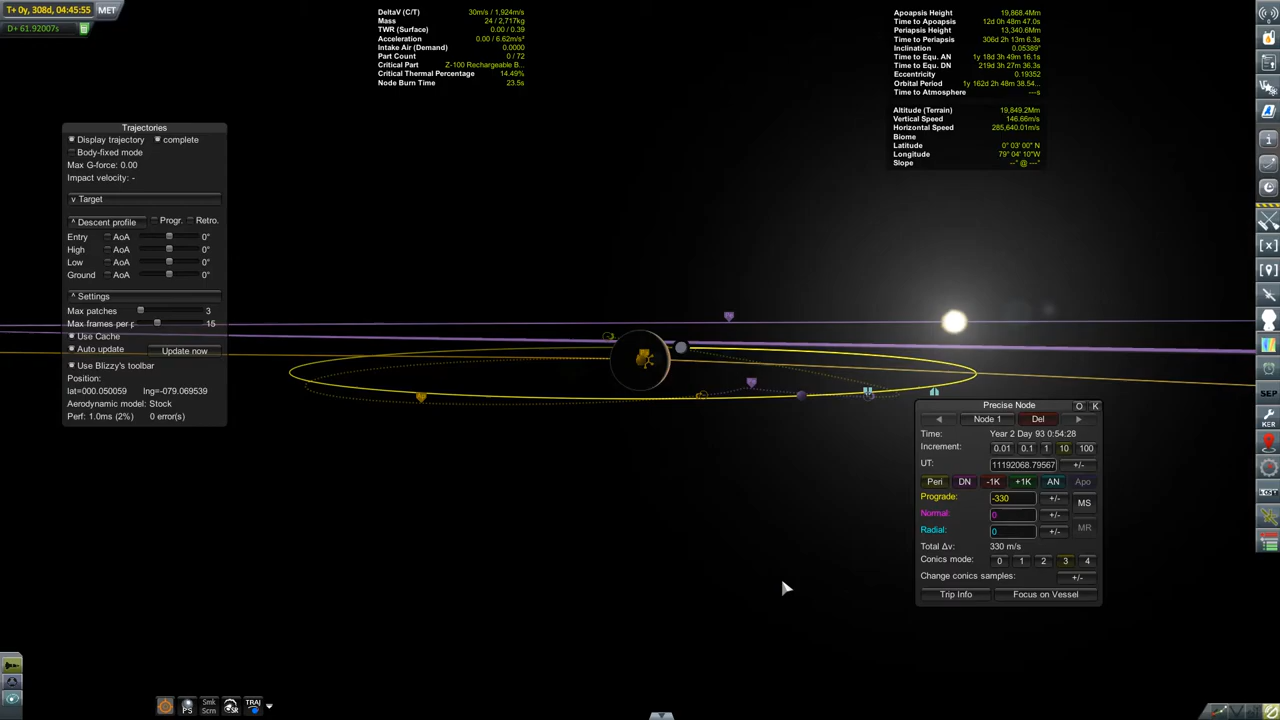 T+ 0y, 308d, 04:45:55 MET
D+ 61.92007s
DeltaV (C/T) 30m/s / 1,924m/s
Mass 24 / 2,717kg
TWR (Surface) 0.00 / 0.39
Acceleration 0.00 / 6.62m/s²
Intake Air (Demand) 0.0000
Part Count 0 / 72
Critical Part Z-100 Rechargeable B...
Critical Thermal Percentage 14.49%
Node Burn Time 23.5s
Apoapsis Height 19,868.4Mm
Time to Apoapsis 12d 0h 48m 47.0s
Periapsis Height 13,340.6Mm
Time to Periapsis 306d 2h 13m 6.3s
Inclination 0.05389°
Time to Equ. AN 1y 18d 3h 49m 16.1s
Time to Equ. DN 219d 3h 27m 36.3s
Eccentricity 0.19352
Orbital Period 1y 162d 2h 48m 38.54...
Time to Atmosphere ---s
Altitude (Terrain) 19,849.2Mm
Vertical Speed 146.66m/s
Horizontal Speed 285,640.01m/s
Biome
Latitude 0° 03' 00" N
Longitude 79° 04' 10"W
Slope --° @ ---°
Trajectories
Display trajectory complete
Body-fixed mode
Max G-force: 0.00
Impact velocity: -
v Target
^ Descent profile Progr. Retro.
Entry AoA 0°
High AoA 0°
Low AoA 0°
Ground AoA 0°
^ Settings
Max patches 3
Max frames per p 15
Use Cache
Auto update Update now
Use Blizzy's toolbar
Position:
lat=000.050059 lng=-079.069539
Aerodynamic model: Stock
Perf: 1.0ms (2%) 0 error(s)
Precise Node O K
Node 1 Del
Time: Year 2 Day 93 0:54:28
Increment: 0.01 0.1 1 10 100
UT: 11192068.79567 +/-
Peri DN -1K +1K AN Apo
Prograde: -330 +/- MS
Normal: 0 +/-
Radial: 0 +/- MR
Total Δv: 330 m/s
Conics mode: 0 1 2 3 4
Change conics samples: +/-
Trip Info Focus on Vessel
SEP
KER
PS
Smk
Scrn
SR
TRAJ